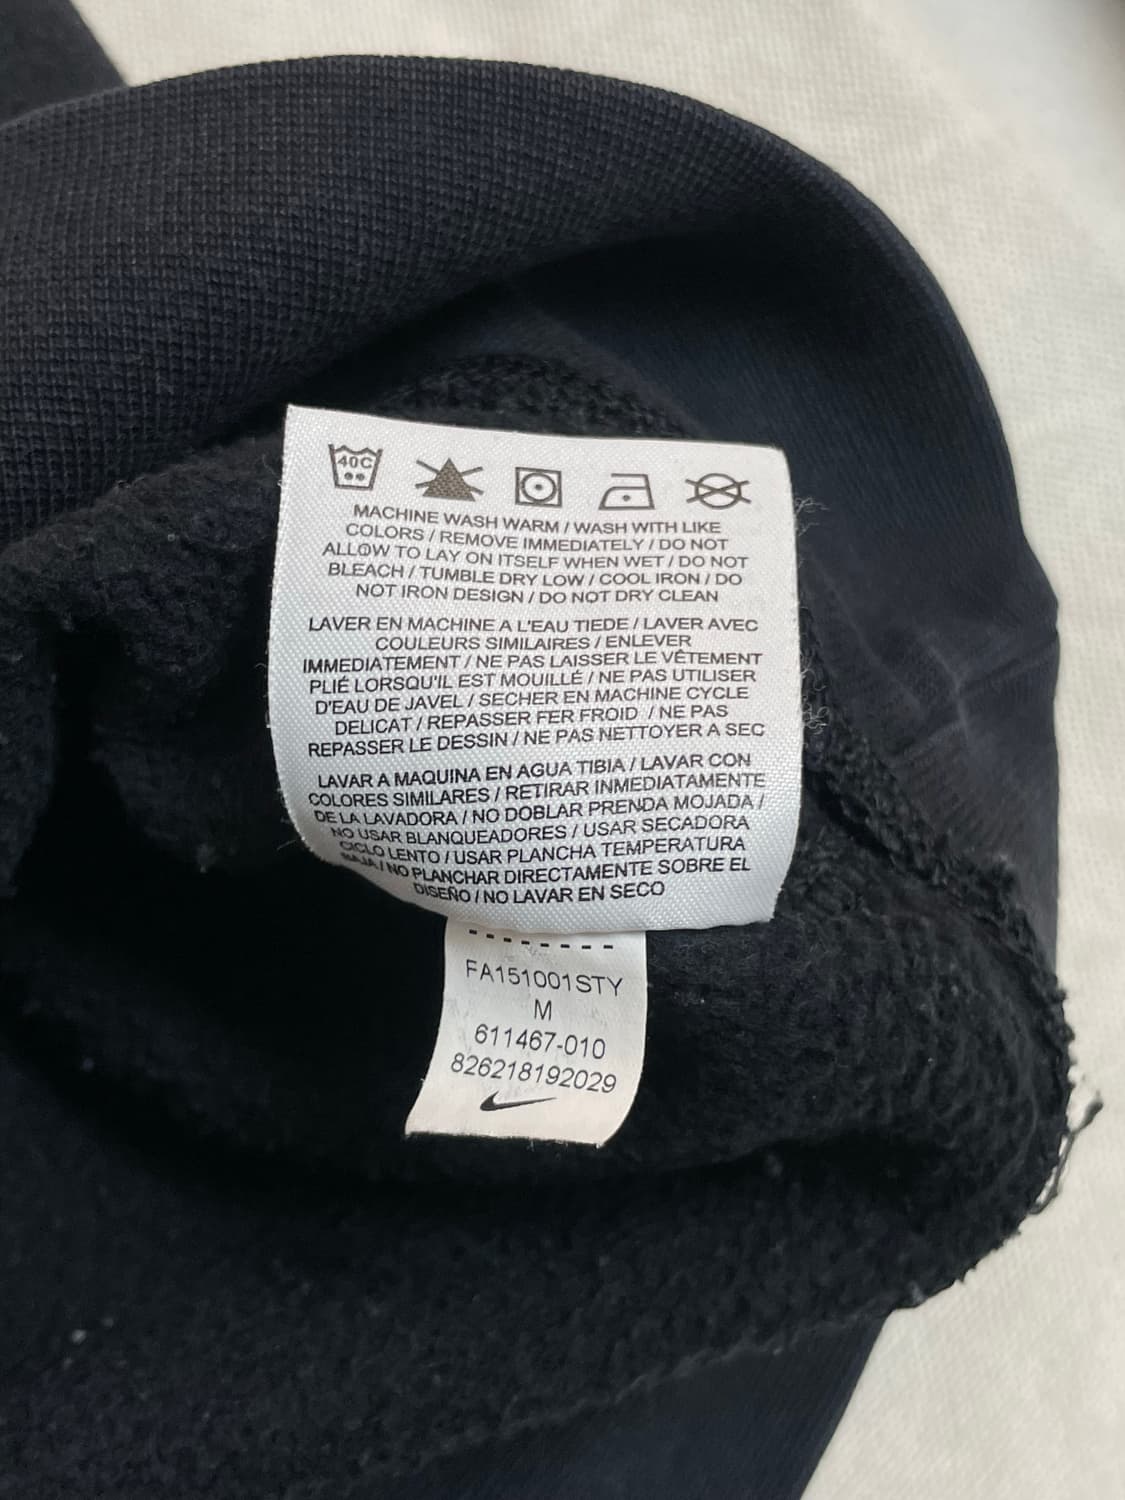 40C
MACHINE WASH WARM / WASH WITH LIKE
COLORS / REMOVE IMMEDIATELY / DO NOT
ALLOW TO LAY ON ITSELF WHEN WET / DO NOT
BLEACH / TUMBLE DRY LOW / COOL IRON / DO
NOT IRON DESIGN / DO NOT DRY CLEAN
LAVER EN MACHINE A L'EAU TIEDE / LAVER AVEC
COULEURS SIMILAIRES / ENLEVER
IMMEDIATEMENT / NE PAS LAISSER LE VÊTEMENT
PLIÉ LORSQU'IL EST MOUILLÉ / NE PAS UTILISER
D'EAU DE JAVEL / SECHER EN MACHINE CYCLE
DELICAT / REPASSER FER FROID / NE PAS
REPASSER LE DESSIN / NE PAS NETTOYER A SEC
LAVAR A MAQUINA EN AGUA TIBIA / LAVAR CON
COLORES SIMILARES / RETIRAR INMEDIATAMENTE
DE LA LAVADORA / NO DOBLAR PRENDA MOJADA /
NO USAR BLANQUEADORES / USAR SECADORA
CICLO LENTO / USAR PLANCHA TEMPERATURA
BAJA / NO PLANCHAR DIRECTAMENTE SOBRE EL
DISEÑO / NO LAVAR EN SECO
FA151001STY
M
611467-010
826218192029